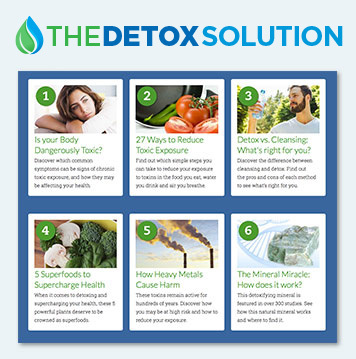 THEDETOXSOLUTION
1
Is your Body
Dangerously Toxic?
Discover which common
symptoms can be signs of chronic
toxic exposure, and how they may
be affecting your health.
2
27 Ways to Reduce
Toxic Exposure
Find out which simple steps you
can take to reduce your exposure
to toxins in the food you eat, water
you drink and air you breathe.
3
Detox vs. Cleansing:
What's right for you?
Discover the difference between
cleansing and detox. Find out
the pros and cons of each method
to see what's right for you.
4
5 Superfoods to
Supercharge Health
When it comes to detoxing and
supercharging your health, these 5
powerful plants deserve to be
crowned as superfoods.
5
How Heavy Metals
Cause Harm
These toxins remain active for
hundreds of years. Discover how
you may be at high risk and how to
reduce your exposure.
6
The Mineral Miracle:
How does it work?
This detoxifying mineral is
featured in over 300 studies. See
how this natural mineral works
and where to find it.